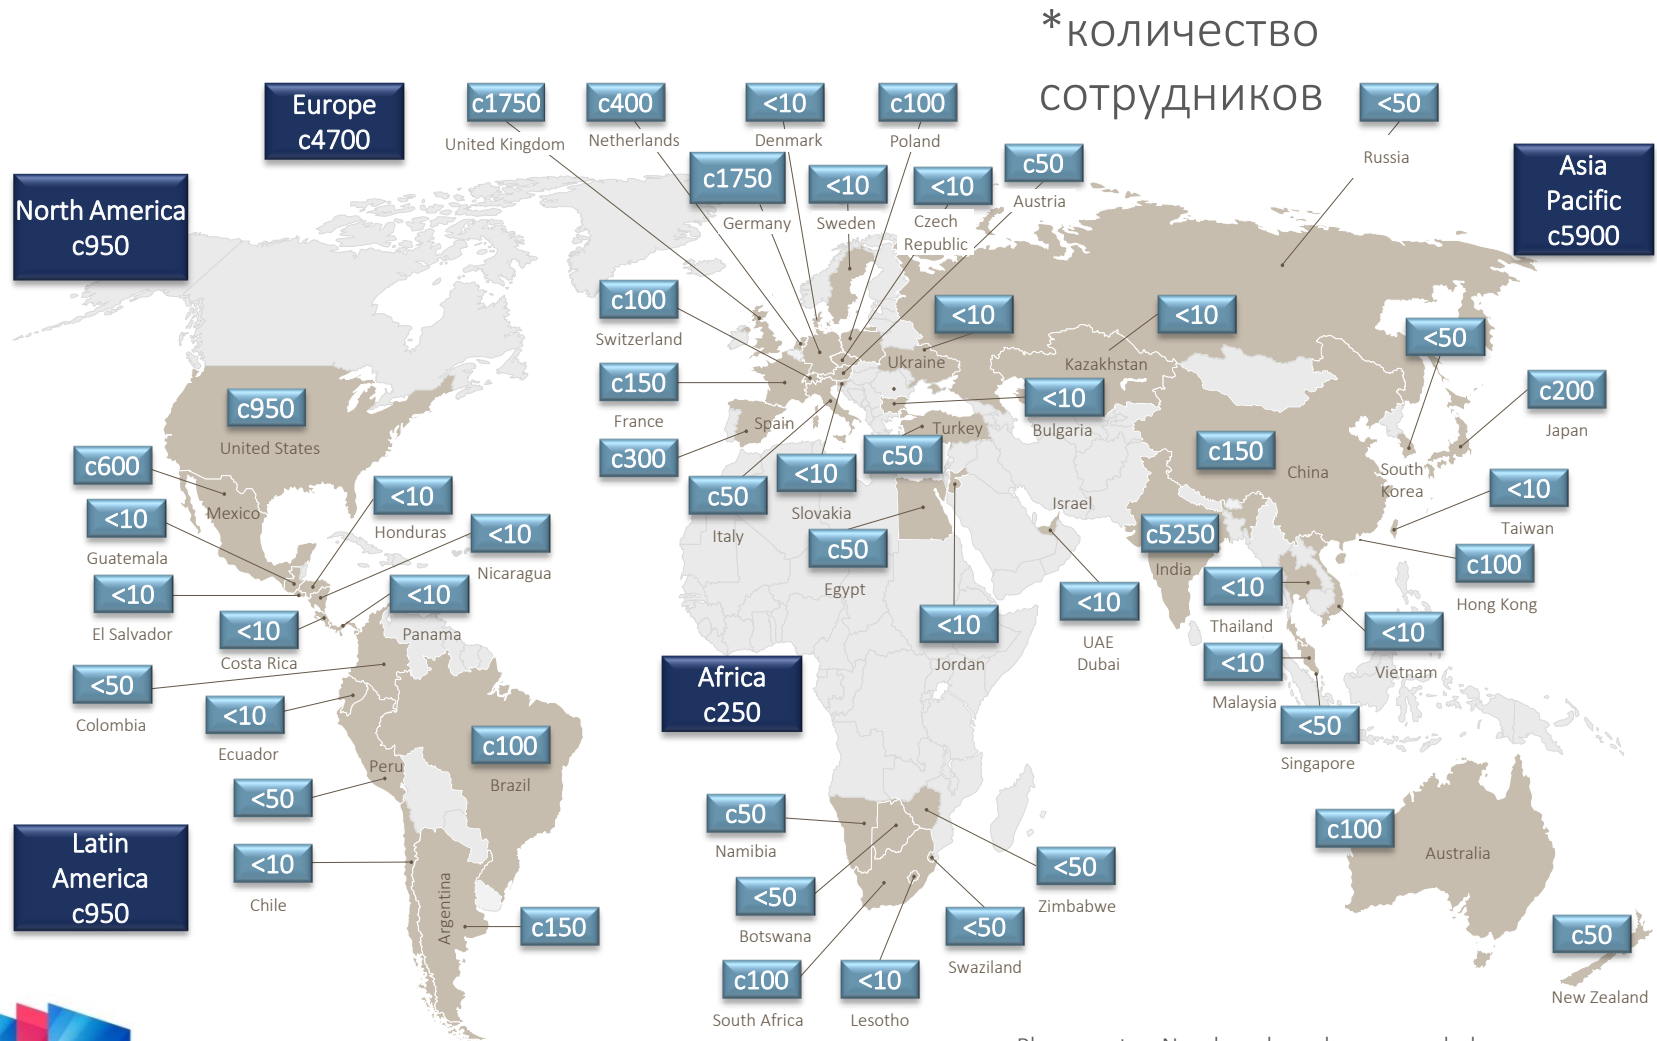 *количество
сотрудников
Europe
c4700
c1750
United Kingdom
c400
Netherlands
<10
Denmark
c100
Poland
<50
Russia
c1750
Germany
<10
Sweden
<10
Czech
Republic
c50
Austria
Asia
Pacific
c5900
North America
c950
c100
Switzerland
<10
Ukraine
<10
Kazakhstan
<50
South
Korea
c150
France
<10
Bulgaria
c200
Japan
c950
United States
Spain
c300
Turkey
c50
c150
China
c600
Mexico
<10
Guatemala
<10
Honduras
<10
Nicaragua
c50
Italy
<10
Slovakia
c50
Egypt
Israel
c5250
India
<10
Taiwan
c100
Hong Kong
<10
El Salvador
<10
Costa Rica
<10
Panama
<10
Jordan
<10
UAE
Dubai
<10
Thailand
<10
Vietnam
<10
Malaysia
<50
Singapore
<50
Colombia
<10
Ecuador
Africa
c250
c100
Brazil
Peru
<50
<10
Chile
Latin
America
c950
Argentina
c150
c50
Namibia
<50
Botswana
c100
South Africa
<10
Lesotho
<50
Swaziland
<50
Zimbabwe
c100
Australia
c50
New Zealand